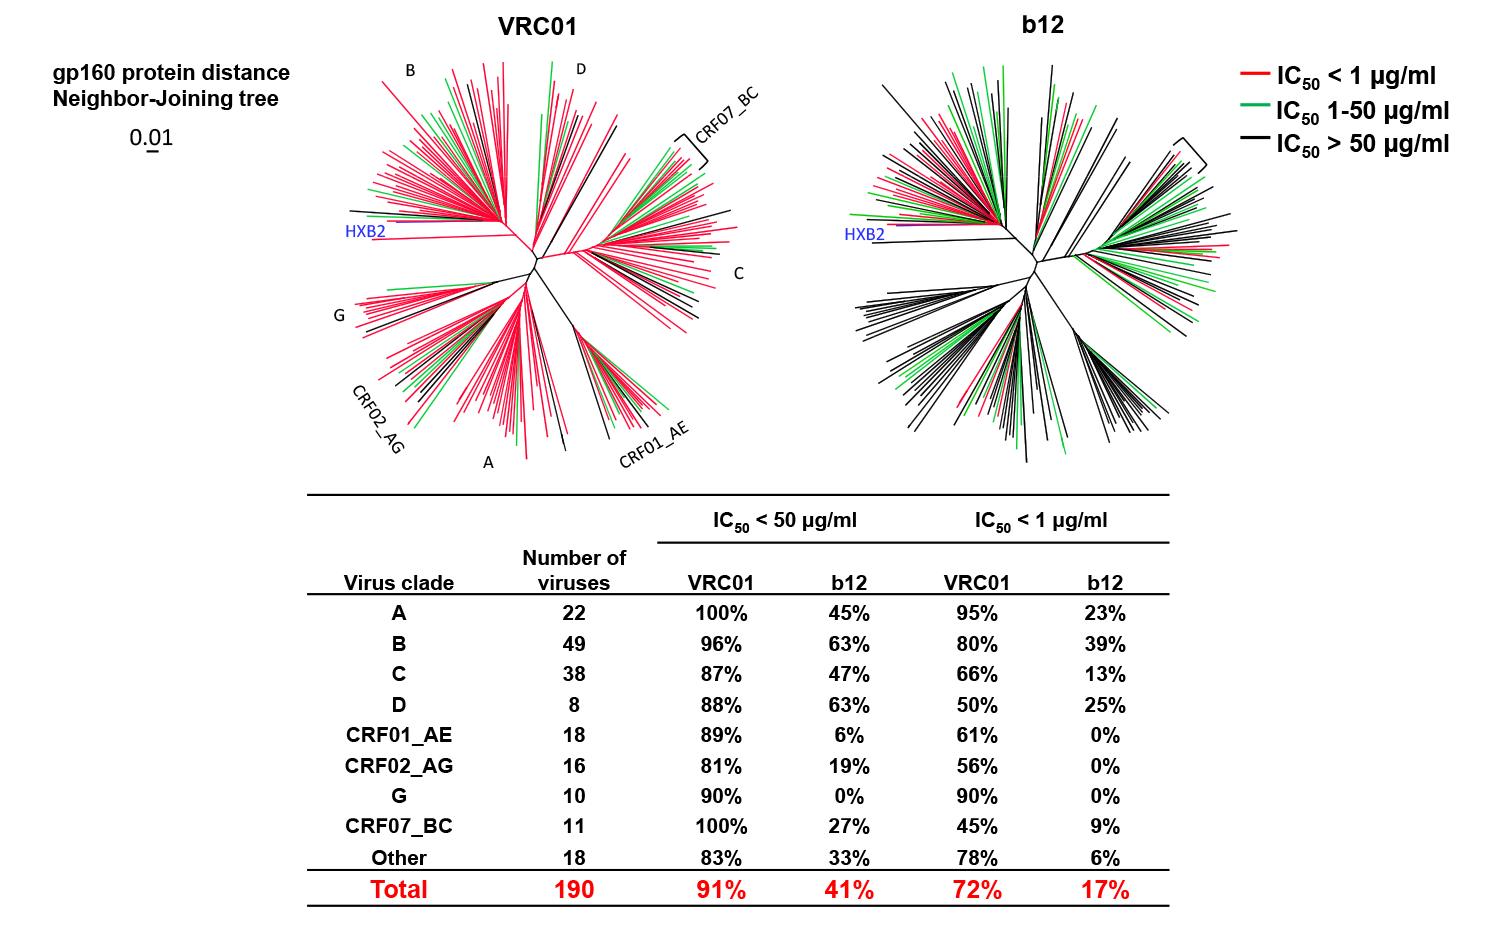 VRC01
b12
gp160 protein distance
Neighbor-Joining tree
0.01
IC50 < 1 µg/ml
IC50 1-50 µg/ml
IC50 > 50 µg/ml
B
D
CRF07_BC
HXB2
C
G
CRF02_AG
A
CRF01_AE
HXB2
IC50 < 50 µg/ml IC50 < 1 µg/ml
Number of
Virus clade viruses VRC01 b12 VRC01 b12
A 22 100% 45% 95% 23%
B 49 96% 63% 80% 39%
C 38 87% 47% 66% 13%
D 8 88% 63% 50% 25%
CRF01_AE 18 89% 6% 61% 0%
CRF02_AG 16 81% 19% 56% 0%
G 10 90% 0% 90% 0%
CRF07_BC 11 100% 27% 45% 9%
Other 18 83% 33% 78% 6%
Total 190 91% 41% 72% 17%